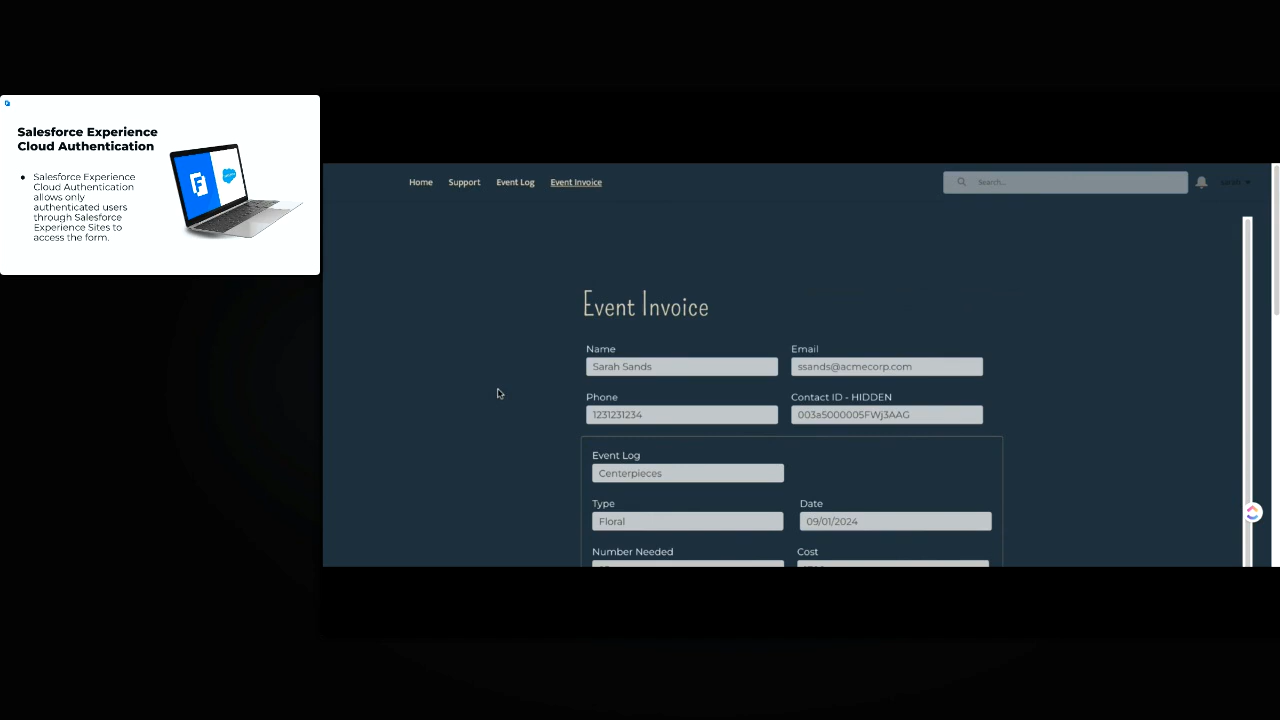 Salesforce Experience
Cloud Authentication
• Salesforce Experience
Cloud Authentication
allows only
authenticated users
through Salesforce
Experience Sites to
access the form.
Home Support Event Log Event Invoice
Search...
Event Invoice
Name Email
Sarah Sands ssands@acmecorp.com
Phone Contact ID - HIDDEN
1231231234 003a5000005FWj3AAG
Event Log
Centerpieces
Type Date
Floral 09/01/2024
Number Needed Cost